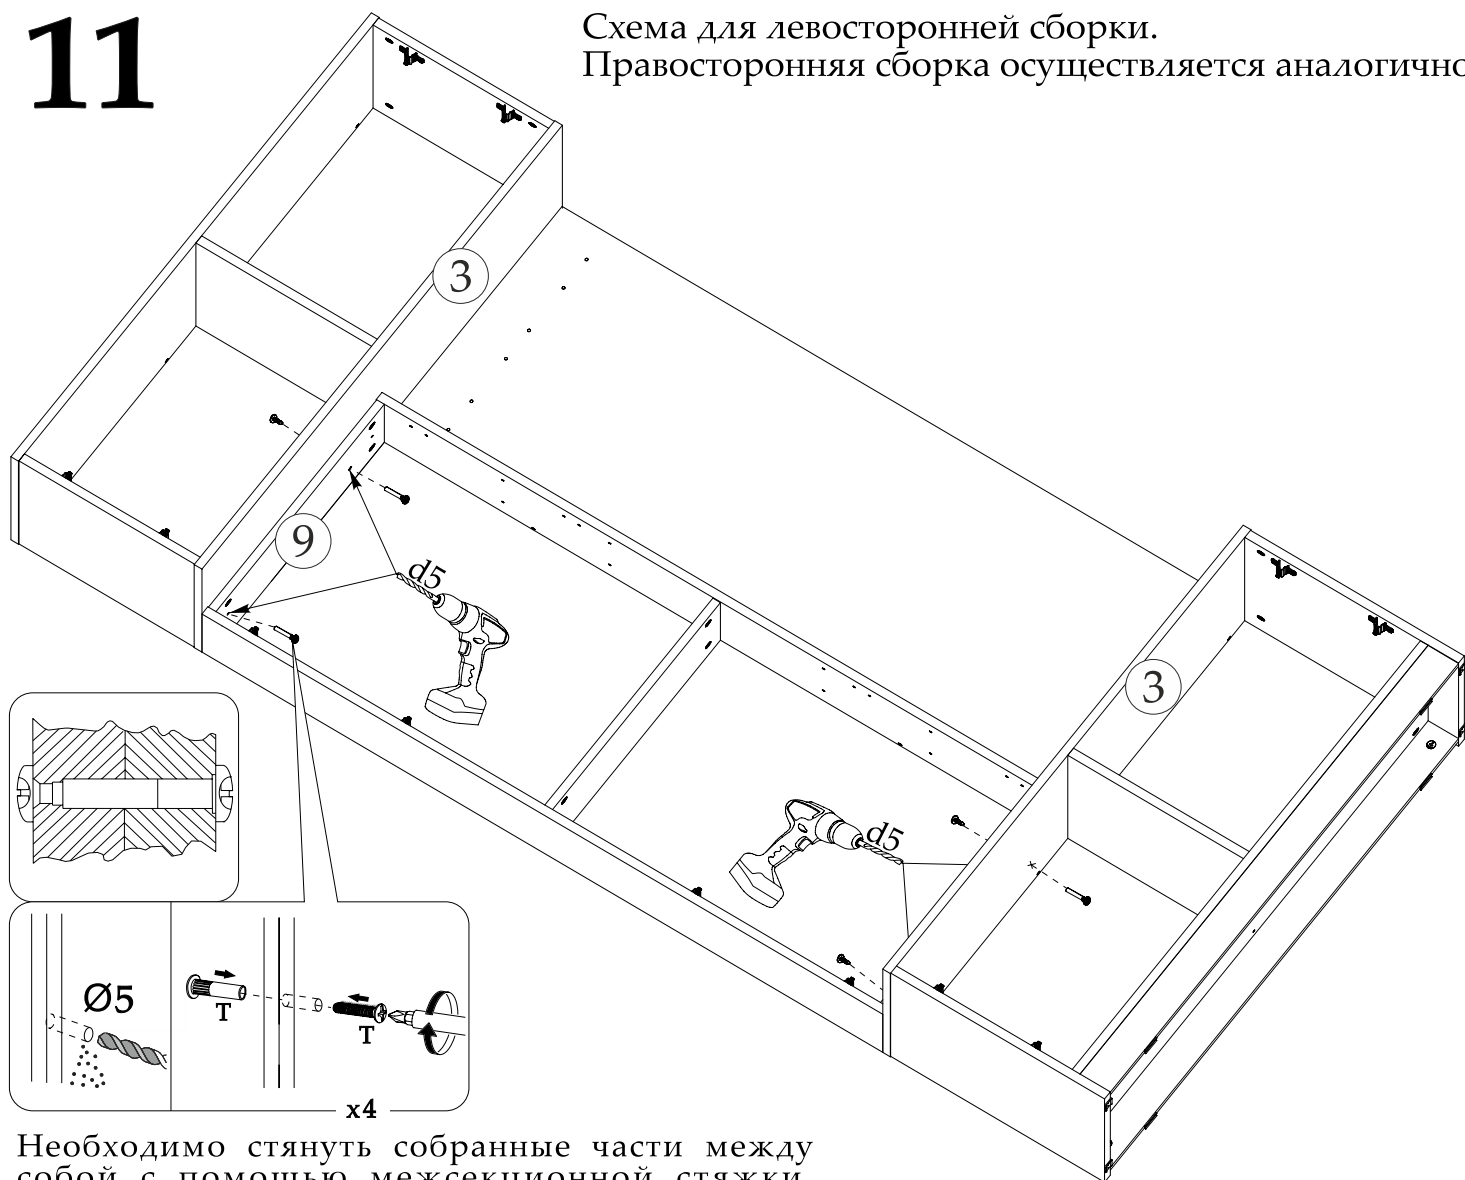 11
Схема для левосторонней сборки.
Правосторонняя сборка осуществляется аналогично
3
9
d5
3
d5
Ø5
T
T
x4
Необходимо стянуть собранные части между
собой с помощью межсекционной стяжки